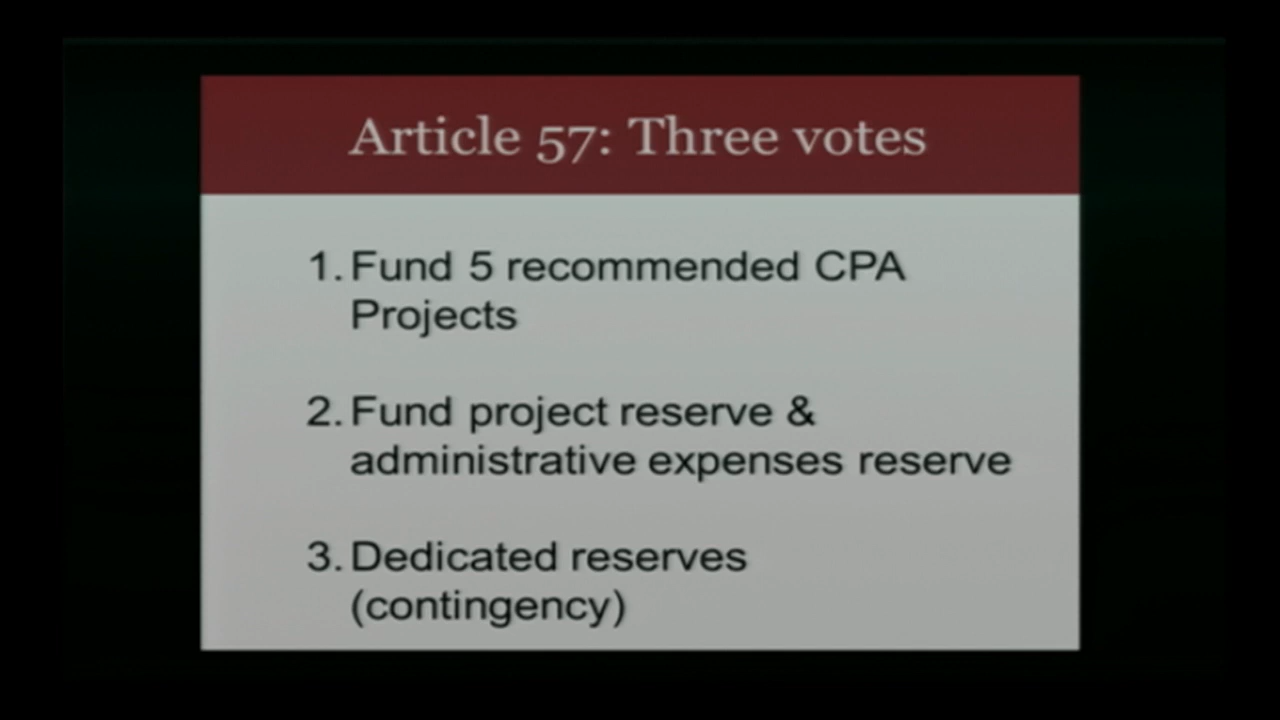 Article 57: Three votes
1. Fund 5 recommended CPA
Projects
2. Fund project reserve &
administrative expenses reserve
3. Dedicated reserves
(contingency)